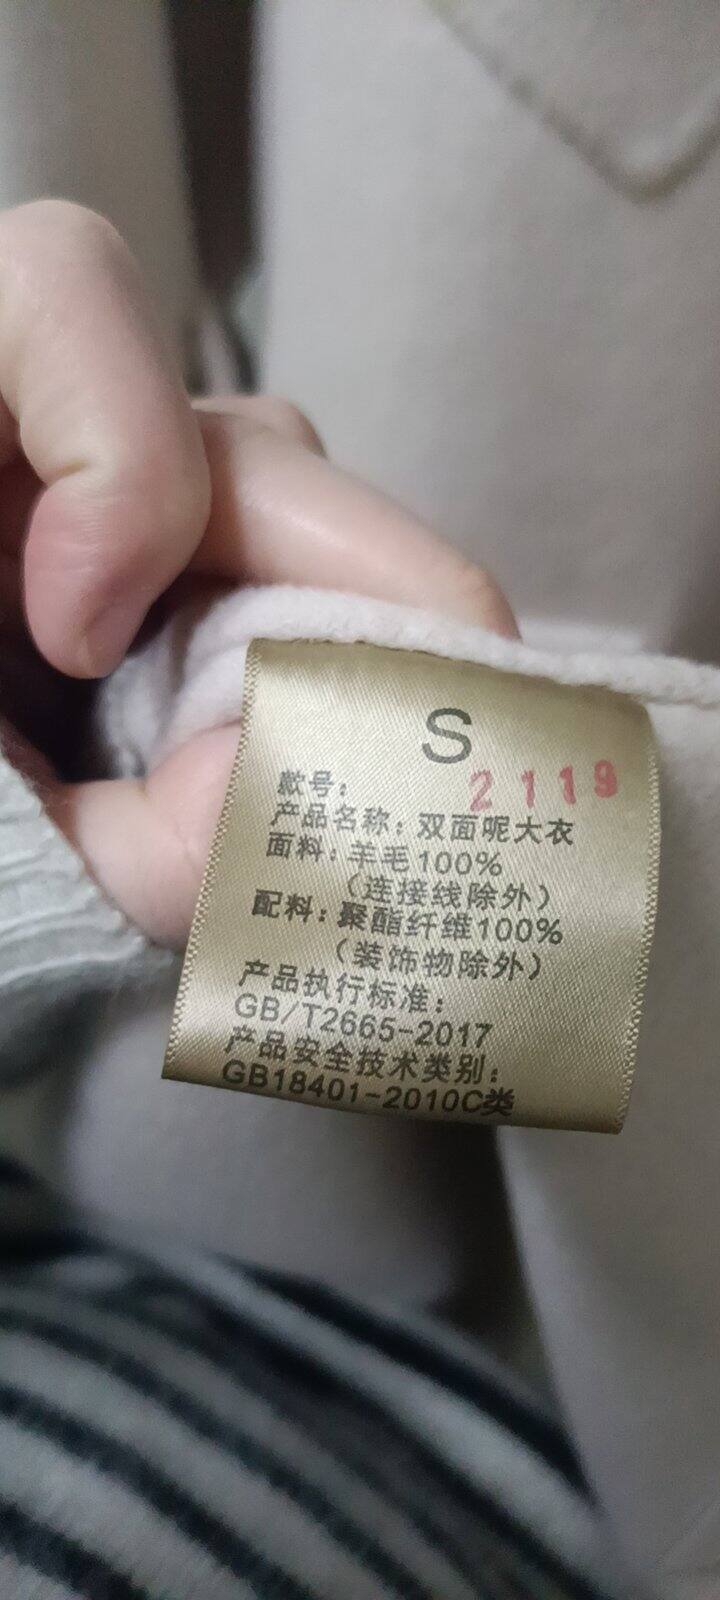 S
款号: 2119
产品名称: 双面呢大衣
面料: 羊毛100%
(连接线除外)
配料: 聚酯纤维100%
(装饰物除外)
产品执行标准:
GB/T2665-2017
产品安全技术类别:
GB18401-2010C类